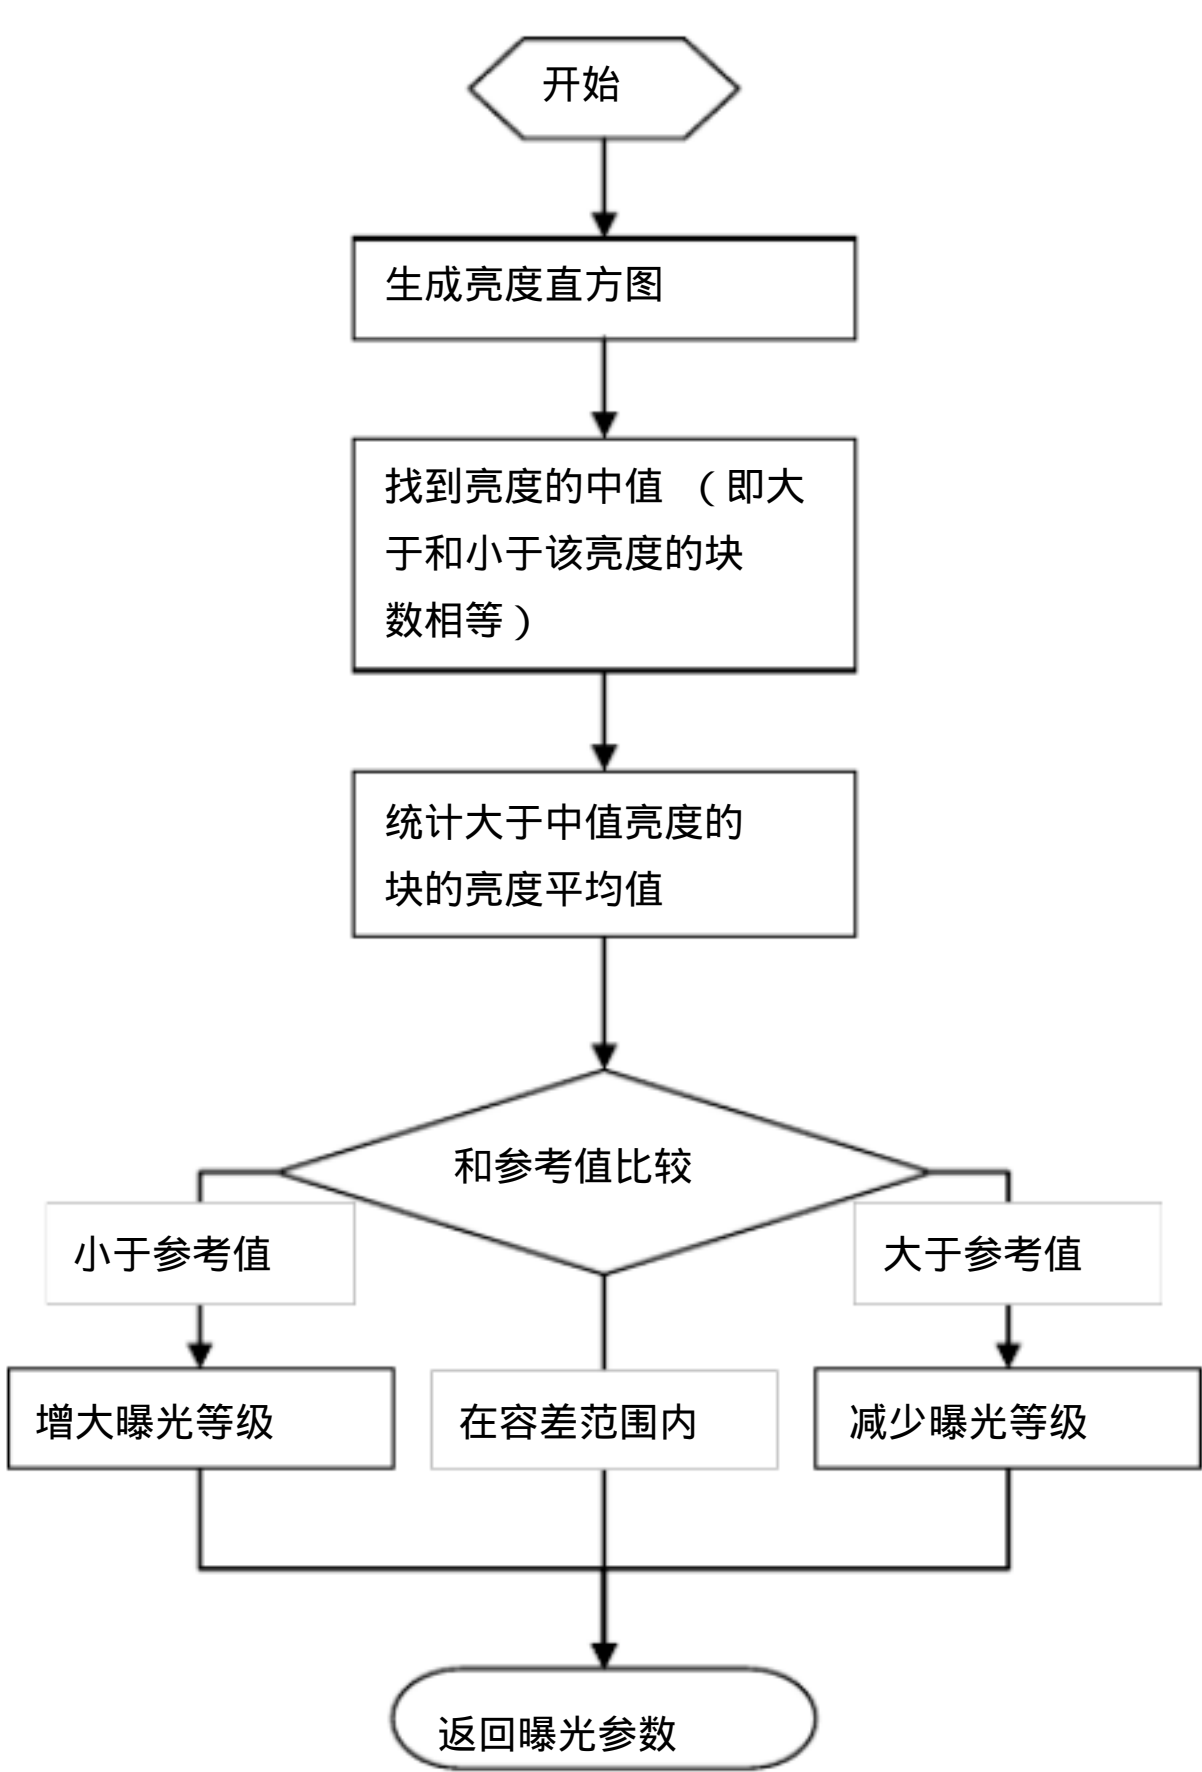 开始
生成亮度直方图
找到亮度的中值 （即大
于和小于该亮度的块
数相等）
统计大于中值亮度的
块的亮度平均值
和参考值比较
小于参考值
大于参考值
增大曝光等级
在容差范围内
减少曝光等级
返回曝光参数